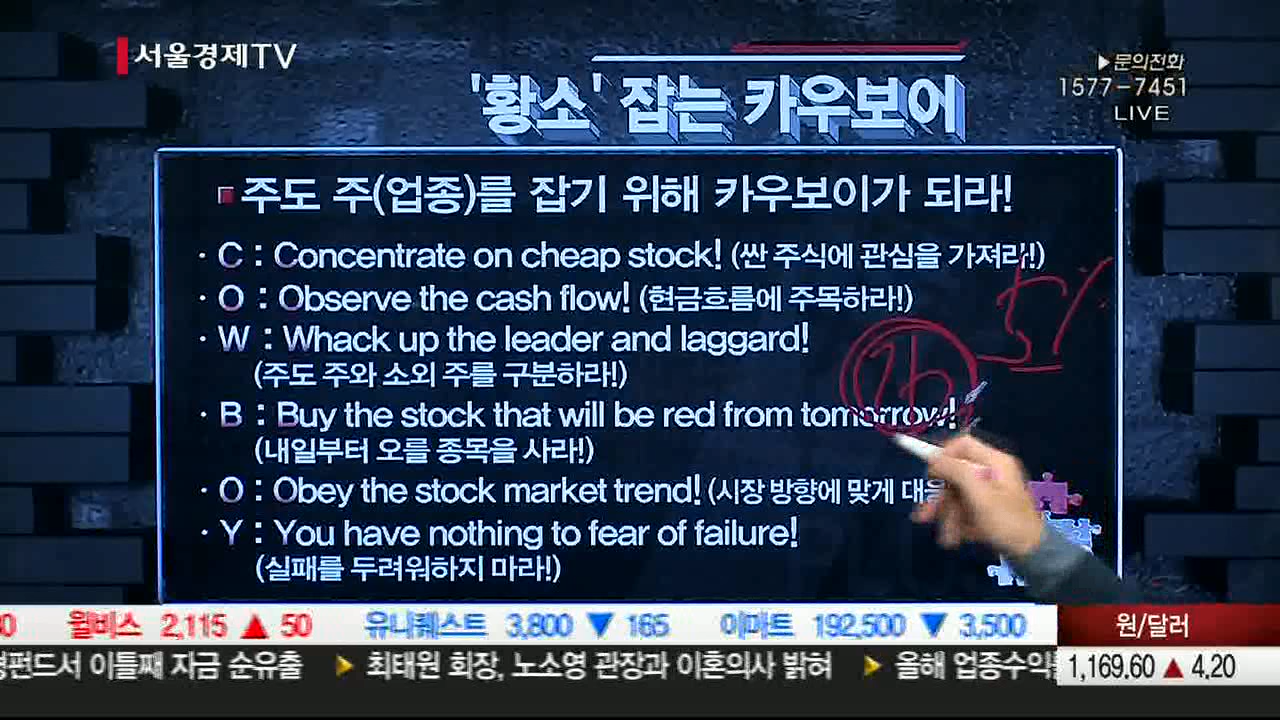 서울경제TV
▶문의전화
1577-7451
LIVE
'황소' 잡는 카우보이
주도 주(업종)를 잡기 위해 카우보이가 되라!
· C : Concentrate on cheap stock! (싼 주식에 관심을 가져라!)
· O : Observe the cash flow! (현금흐름에 주목하라!)
· W : Whack up the leader and laggard!
(주도 주와 소외 주를 구분하라!)
· B : Buy the stock that will be red from tomorrow!
(내일부터 오를 종목을 사라!)
· O : Obey the stock market trend! (시장 방향에 맞게 대응
· Y : You have nothing to fear of failure!
(실패를 두려워하지 마라!)
월비스 2,115 ▲ 50 유니퀘스트 3,800 ▼ 165 이마트 192,500 ▼ 3,500
원/달러
펀드서 이틀째 자금 순유출 ▶ 최태원 회장, 노소영 관장과 이혼의사 밝혀 ▶ 올해 업종수익
1,169.60 ▲ 4.20